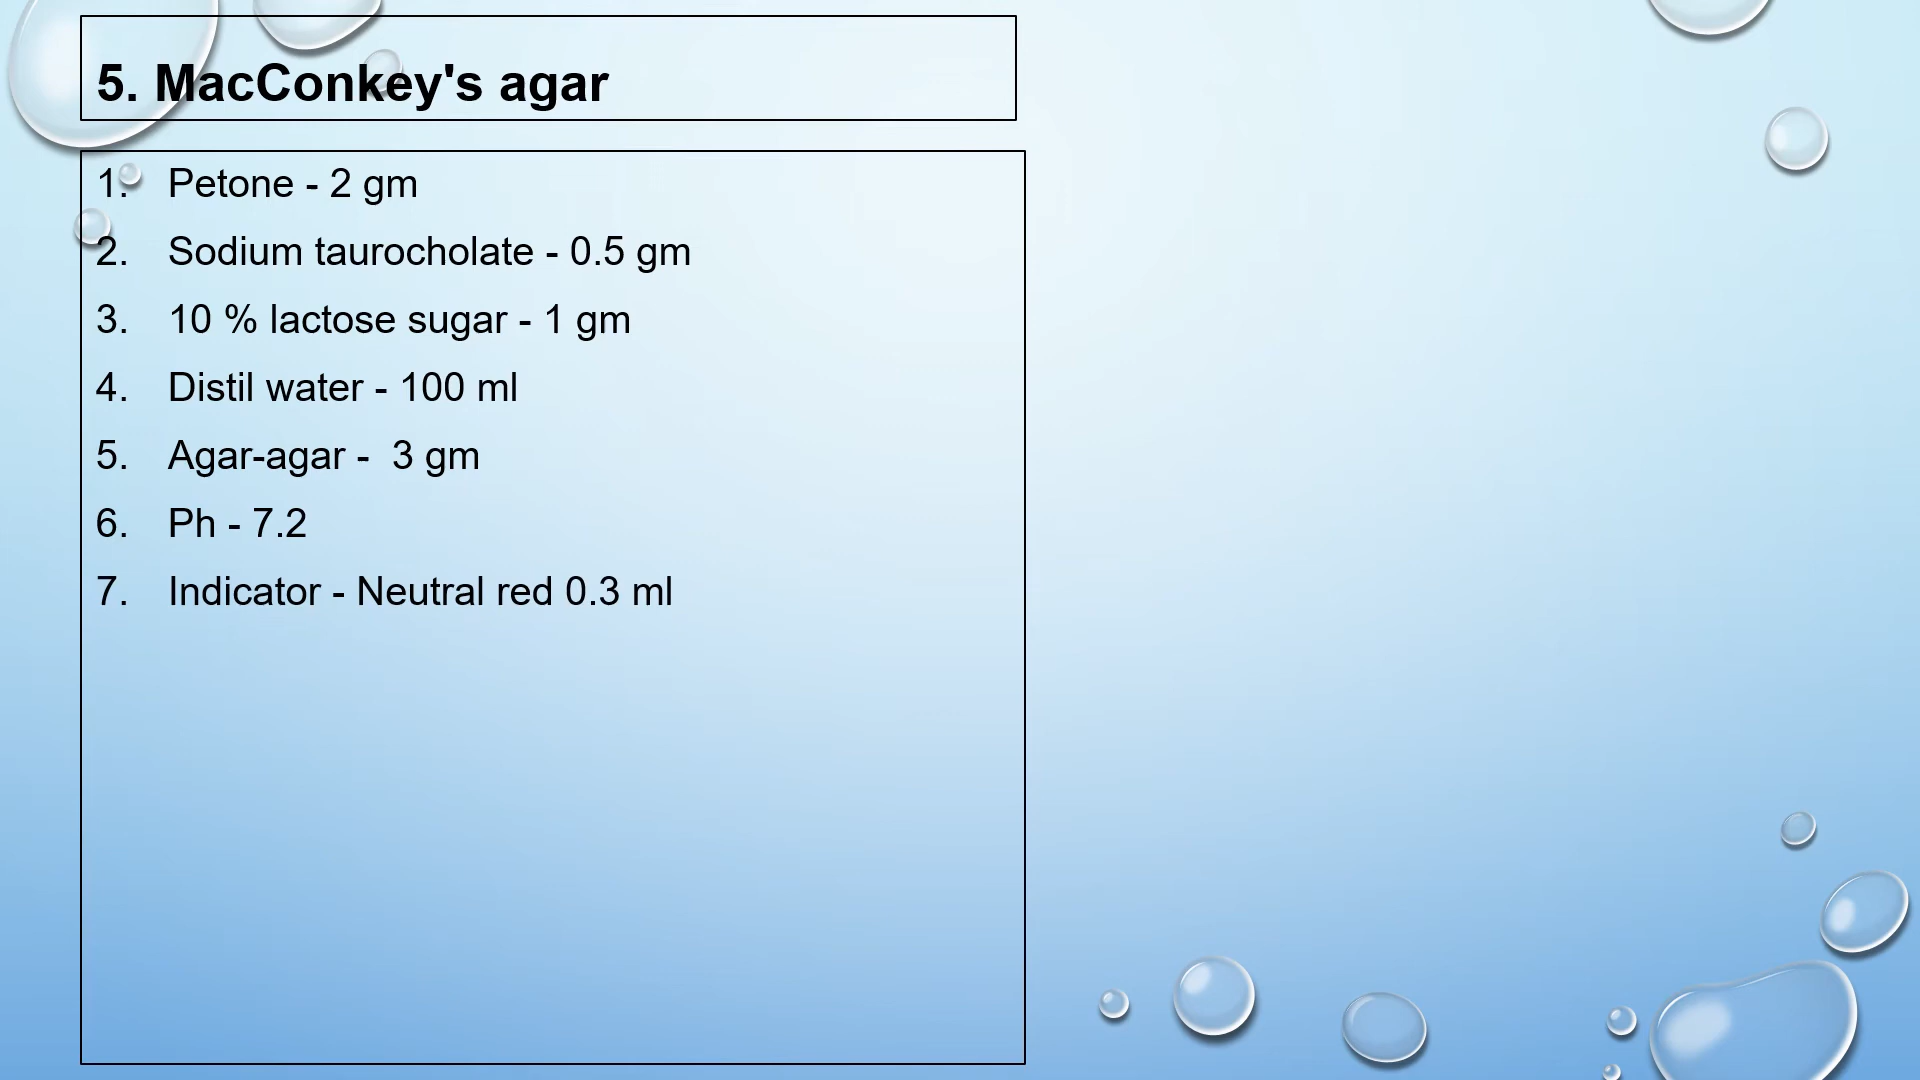 5. MacConkey's agar
1. Petone - 2 gm
2. Sodium taurocholate - 0.5 gm
3. 10 % lactose sugar - 1 gm
4. Distil water - 100 ml
5. Agar-agar -  3 gm
6. Ph - 7.2
7. Indicator - Neutral red 0.3 ml